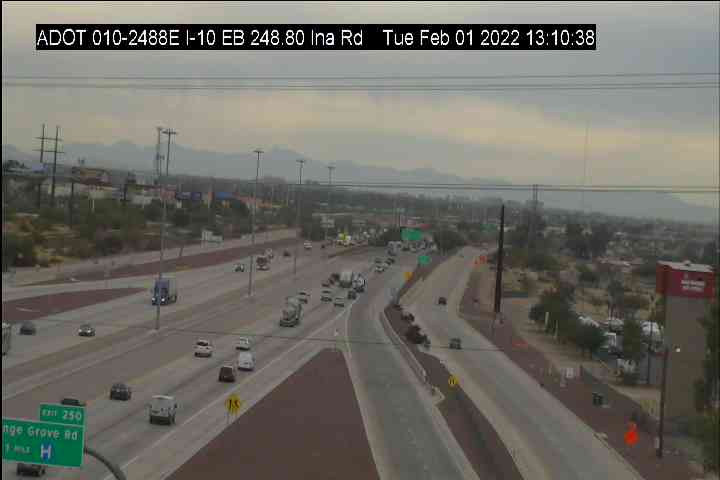 ADOT 010-2488E I-10 EB 248.80 Ina Rd Tue Feb 01 2022 13:10:38
EXIT 250
nge Grove Rd
1 MILE H